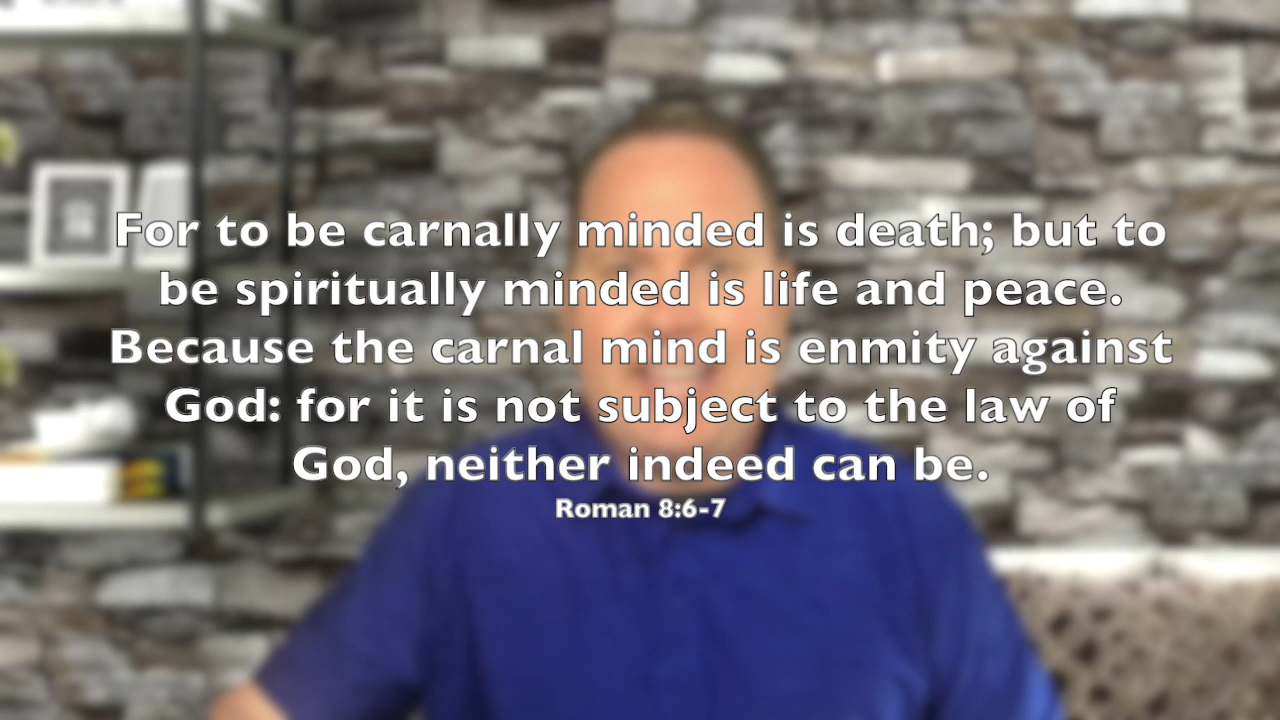 For to be carnally minded is death; but to
be spiritually minded is life and peace.
Because the carnal mind is enmity against
God: for it is not subject to the law of
God, neither indeed can be.
Roman 8:6-7